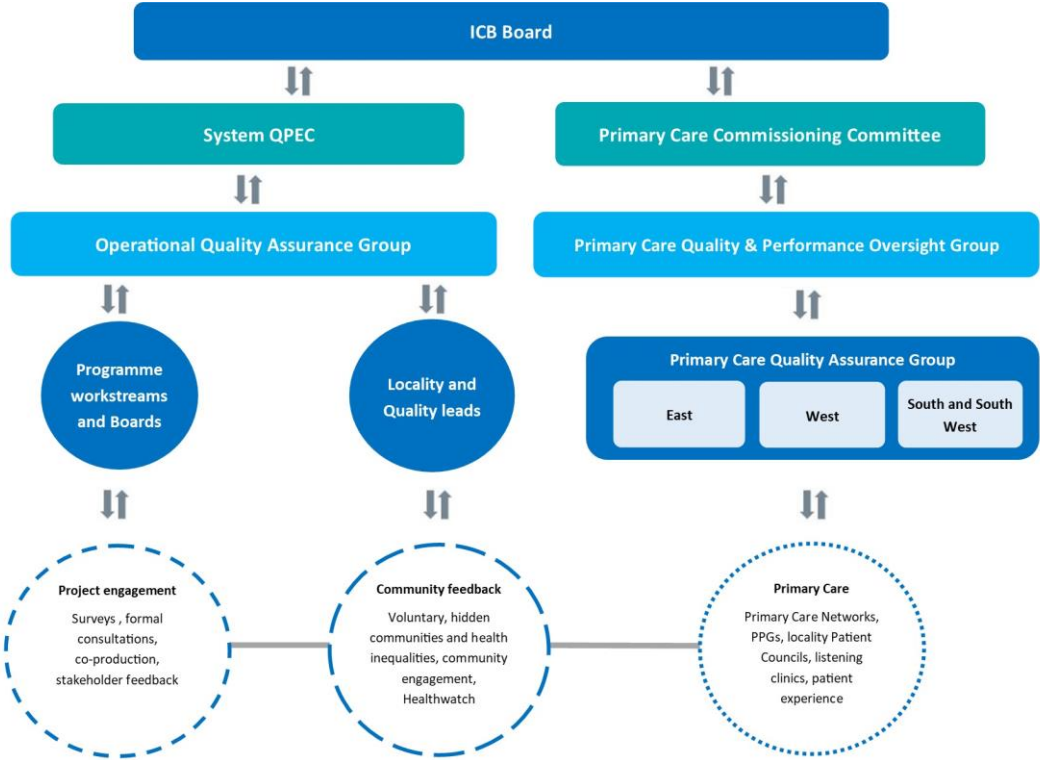 ICB Board
System QPEC
Primary Care Commissioning Committee
Operational Quality Assurance Group
Primary Care Quality & Performance Oversight Group
Programme
workstreams
and Boards
Locality and
Quality leads
Primary Care Quality Assurance Group
East
West
South and South
West
Project engagement
Surveys , formal
consultations,
co-production,
stakeholder feedback
Community feedback
Voluntary, hidden
communities and health
inequalities, community
engagement,
Healthwatch
Primary Care
Primary Care Networks,
PPGs, locality Patient
Councils, listening
clinics, patient
experience